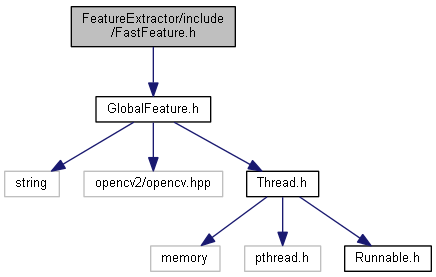 FeatureExtractor/include
/FastFeature.h
GlobalFeature.h
string
opencv2/opencv.hpp
Thread.h
memory
pthread.h
Runnable.h